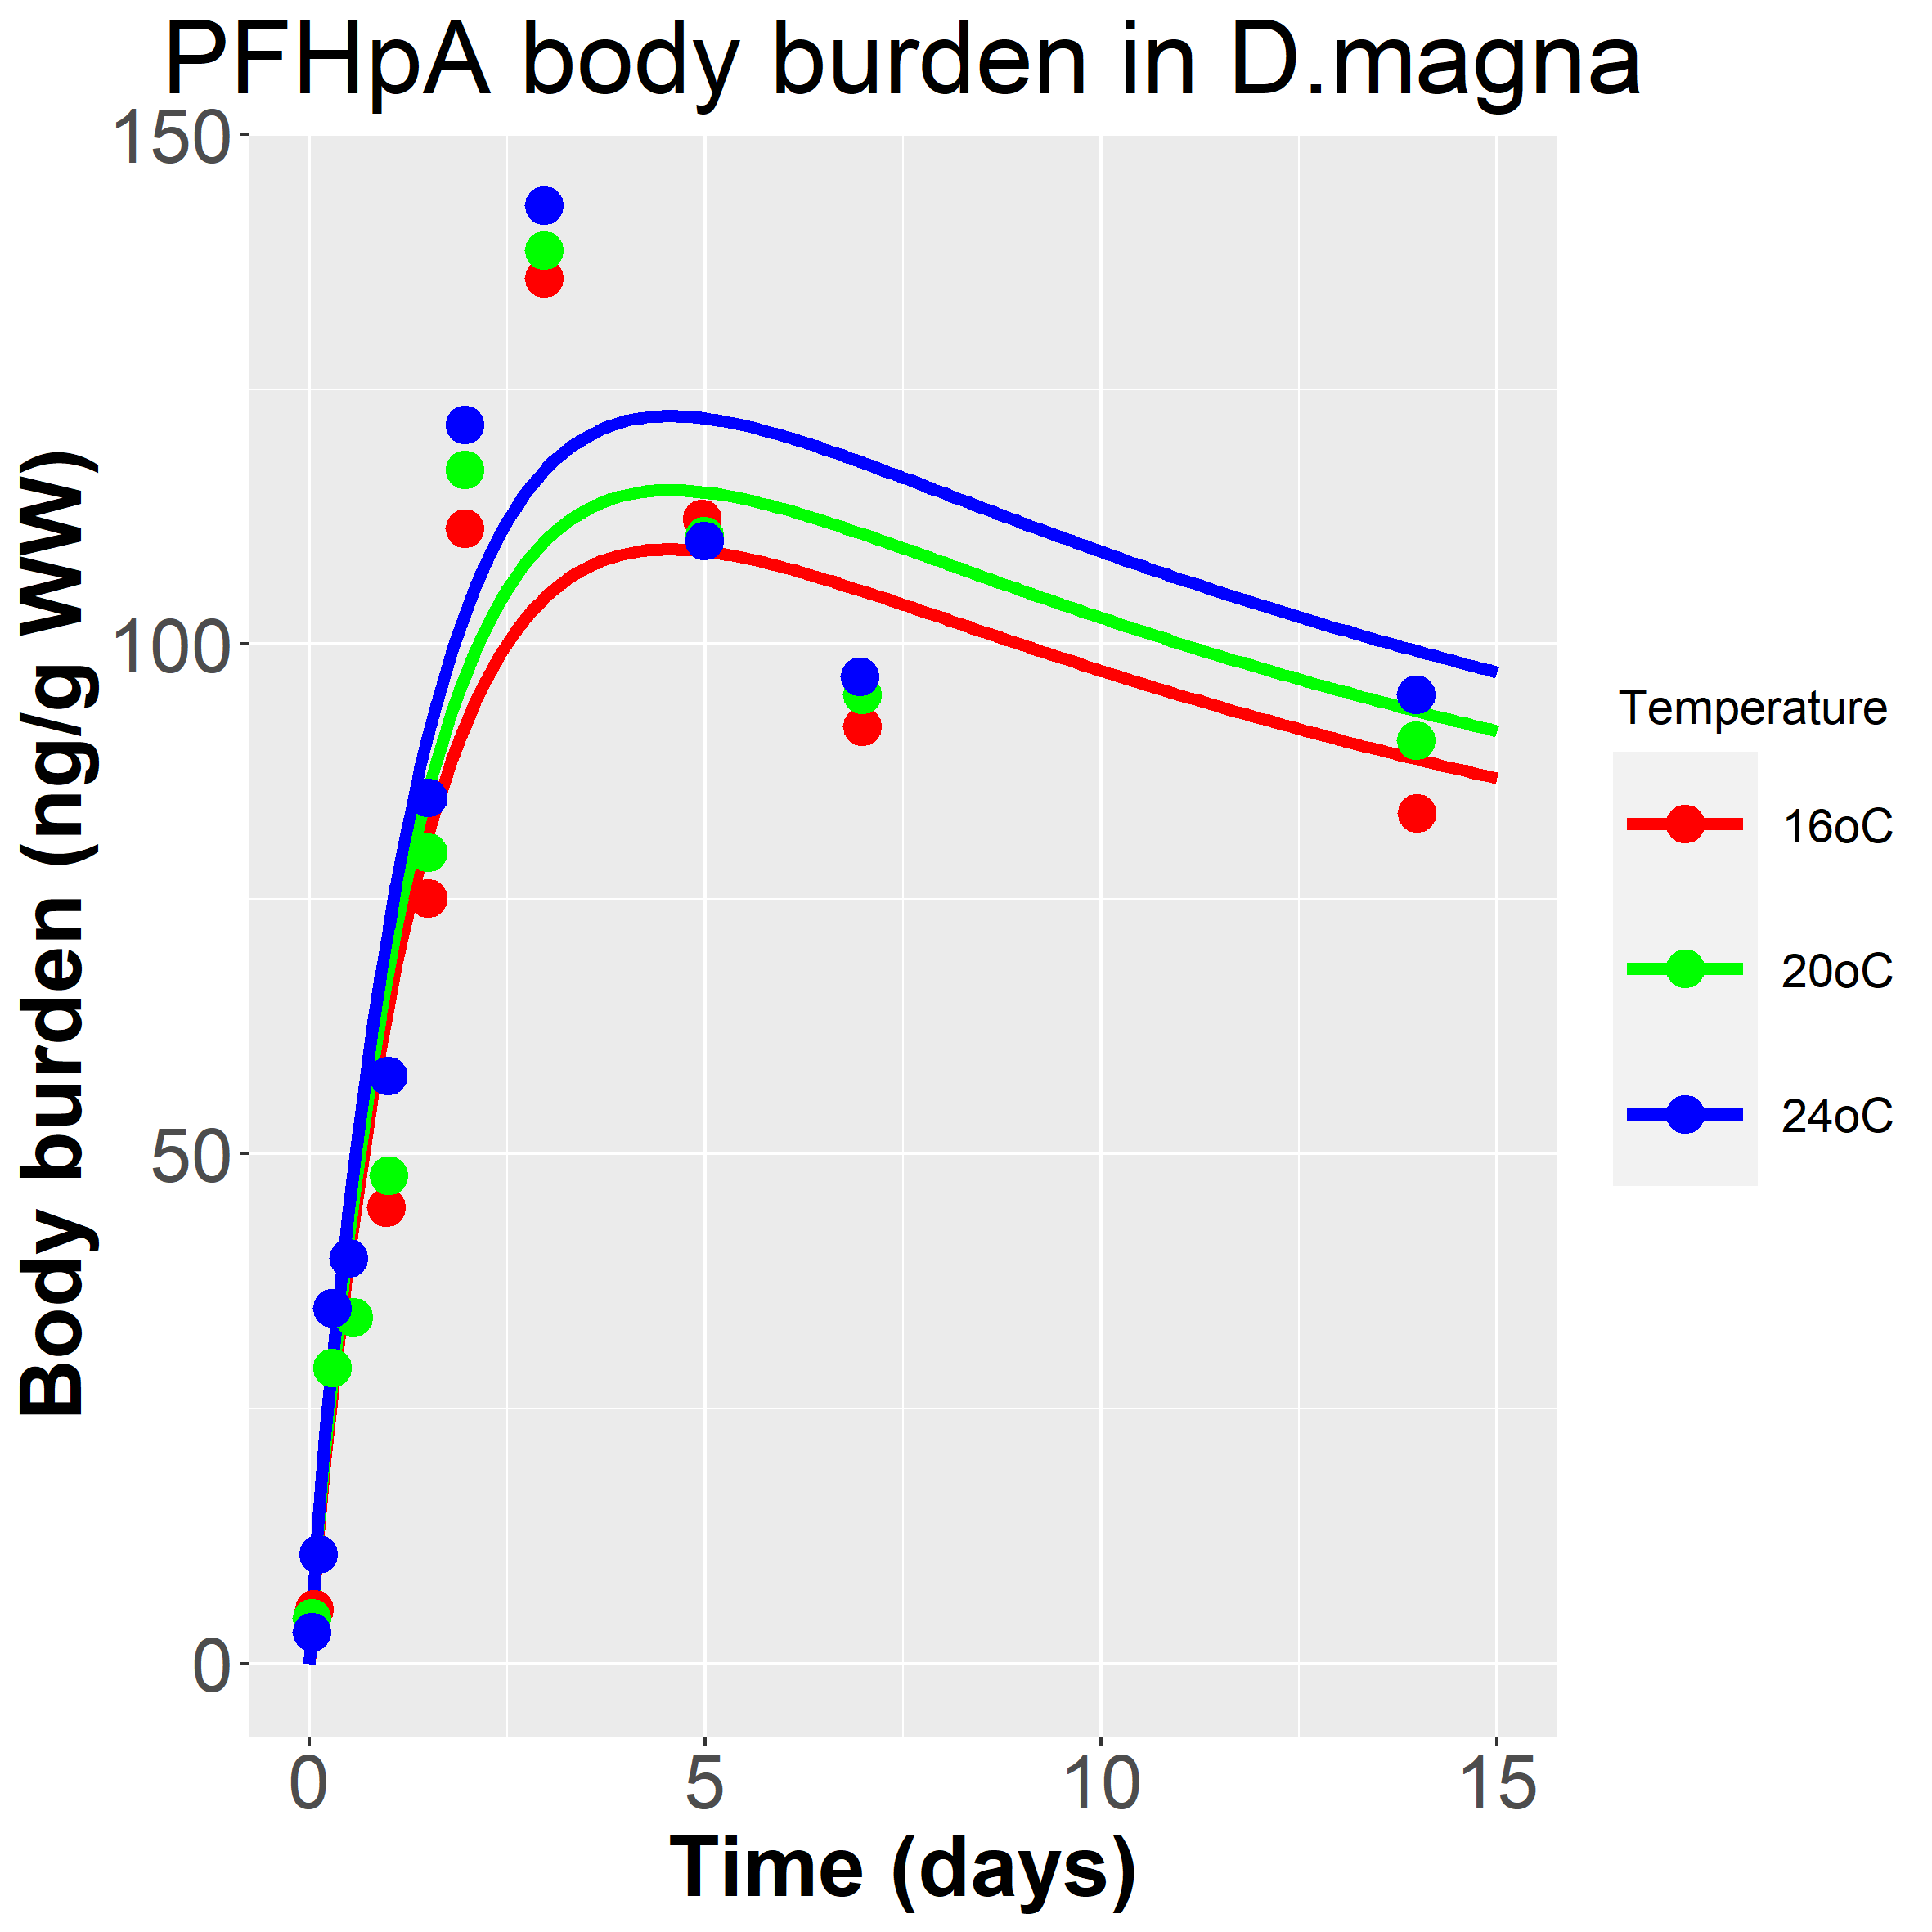 PFHpA body burden in D.magna
Body burden (ng/g WW)
150
100
50
0
0 5 10 15
Time (days)
Temperature
16oC
20oC
24oC